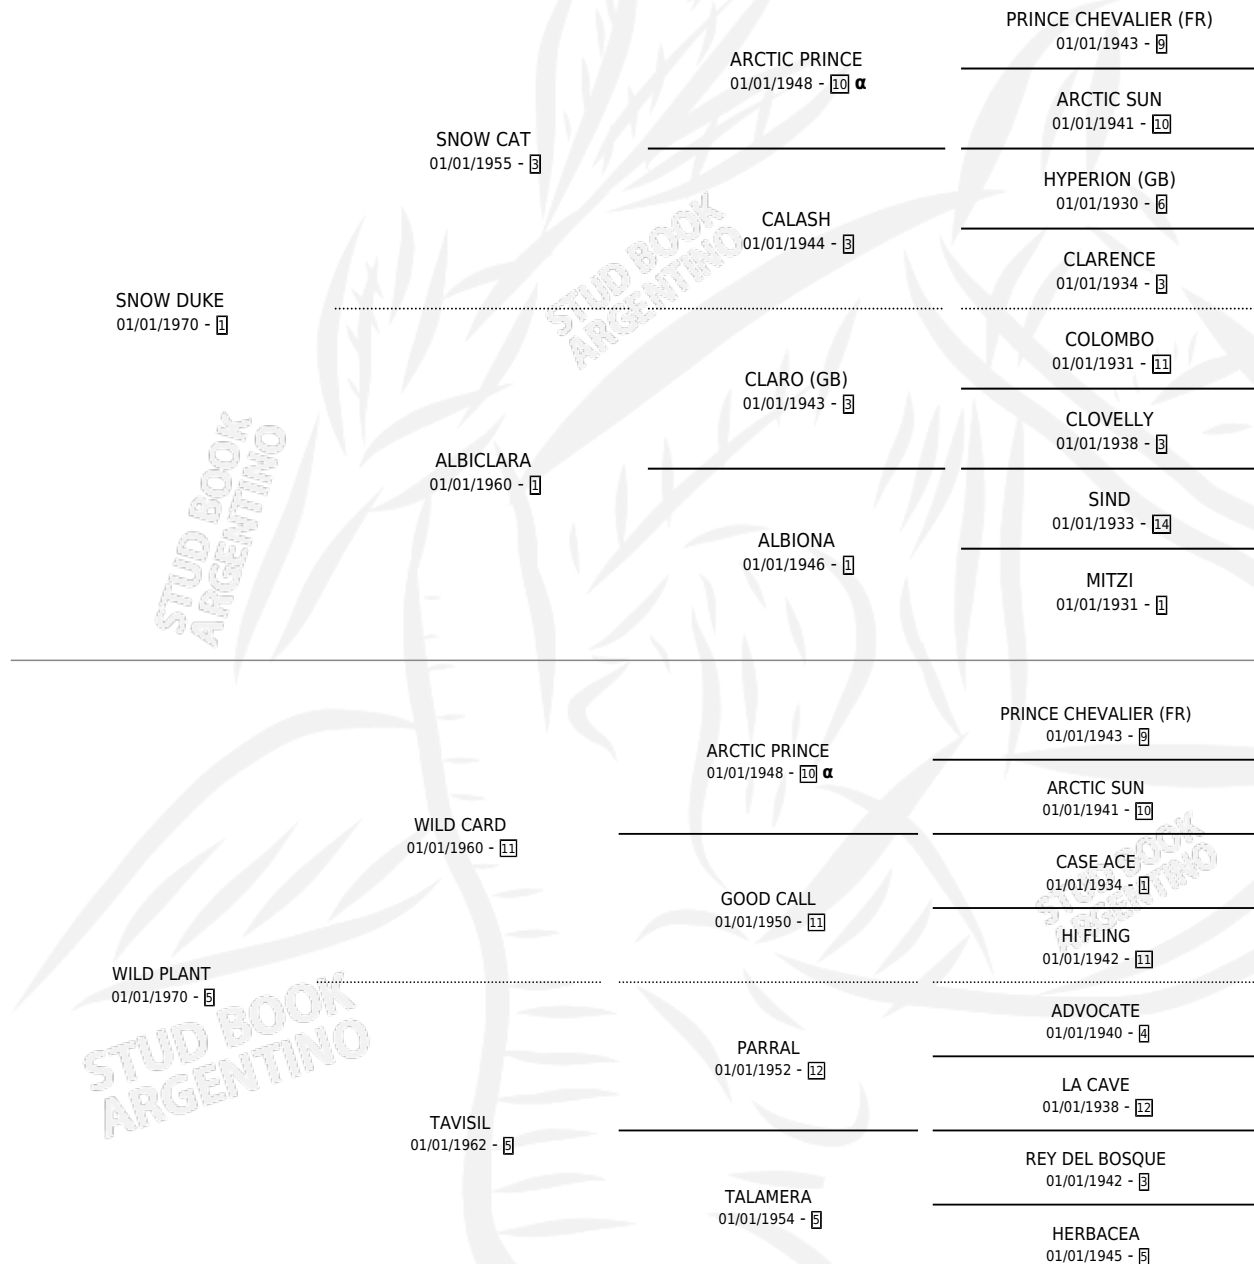 PRINCE CHEVALIER (FR)
01/01/1943 - 9
ARCTIC PRINCE
01/01/1948 - 10 α
ARCTIC SUN
01/01/1941 - 10
SNOW CAT
01/01/1955 - 3
HYPERION (GB)
01/01/1930 - 6
CALASH
01/01/1944 - 3
CLARENCE
01/01/1934 - 3
SNOW DUKE
01/01/1970 - 1
COLOMBO
01/01/1931 - 11
CLARO (GB)
01/01/1943 - 3
CLOVELLY
01/01/1938 - 3
ALBICLARA
01/01/1960 - 1
SIND
01/01/1933 - 14
ALBIONA
01/01/1946 - 1
MITZI
01/01/1931 - 1
STUD BOOK
ARGENTINO
STUD BOOK
ARGENTINO
PRINCE CHEVALIER (FR)
01/01/1943 - 9
ARCTIC PRINCE
01/01/1948 - 10 α
ARCTIC SUN
01/01/1941 - 10
WILD CARD
01/01/1960 - 11
CASE ACE
01/01/1934 - 1
GOOD CALL
01/01/1950 - 11
HI FLING
01/01/1942 - 11
WILD PLANT
01/01/1970 - 5
ADVOCATE
01/01/1940 - 4
PARRAL
01/01/1952 - 12
LA CAVE
01/01/1938 - 12
TAVISIL
01/01/1962 - 5
REY DEL BOSQUE
01/01/1942 - 3
TALAMERA
01/01/1954 - 5
HERBACEA
01/01/1945 - 5
STUD BOOK
ARGENTINO
STUD BOOK
ARGENTINO